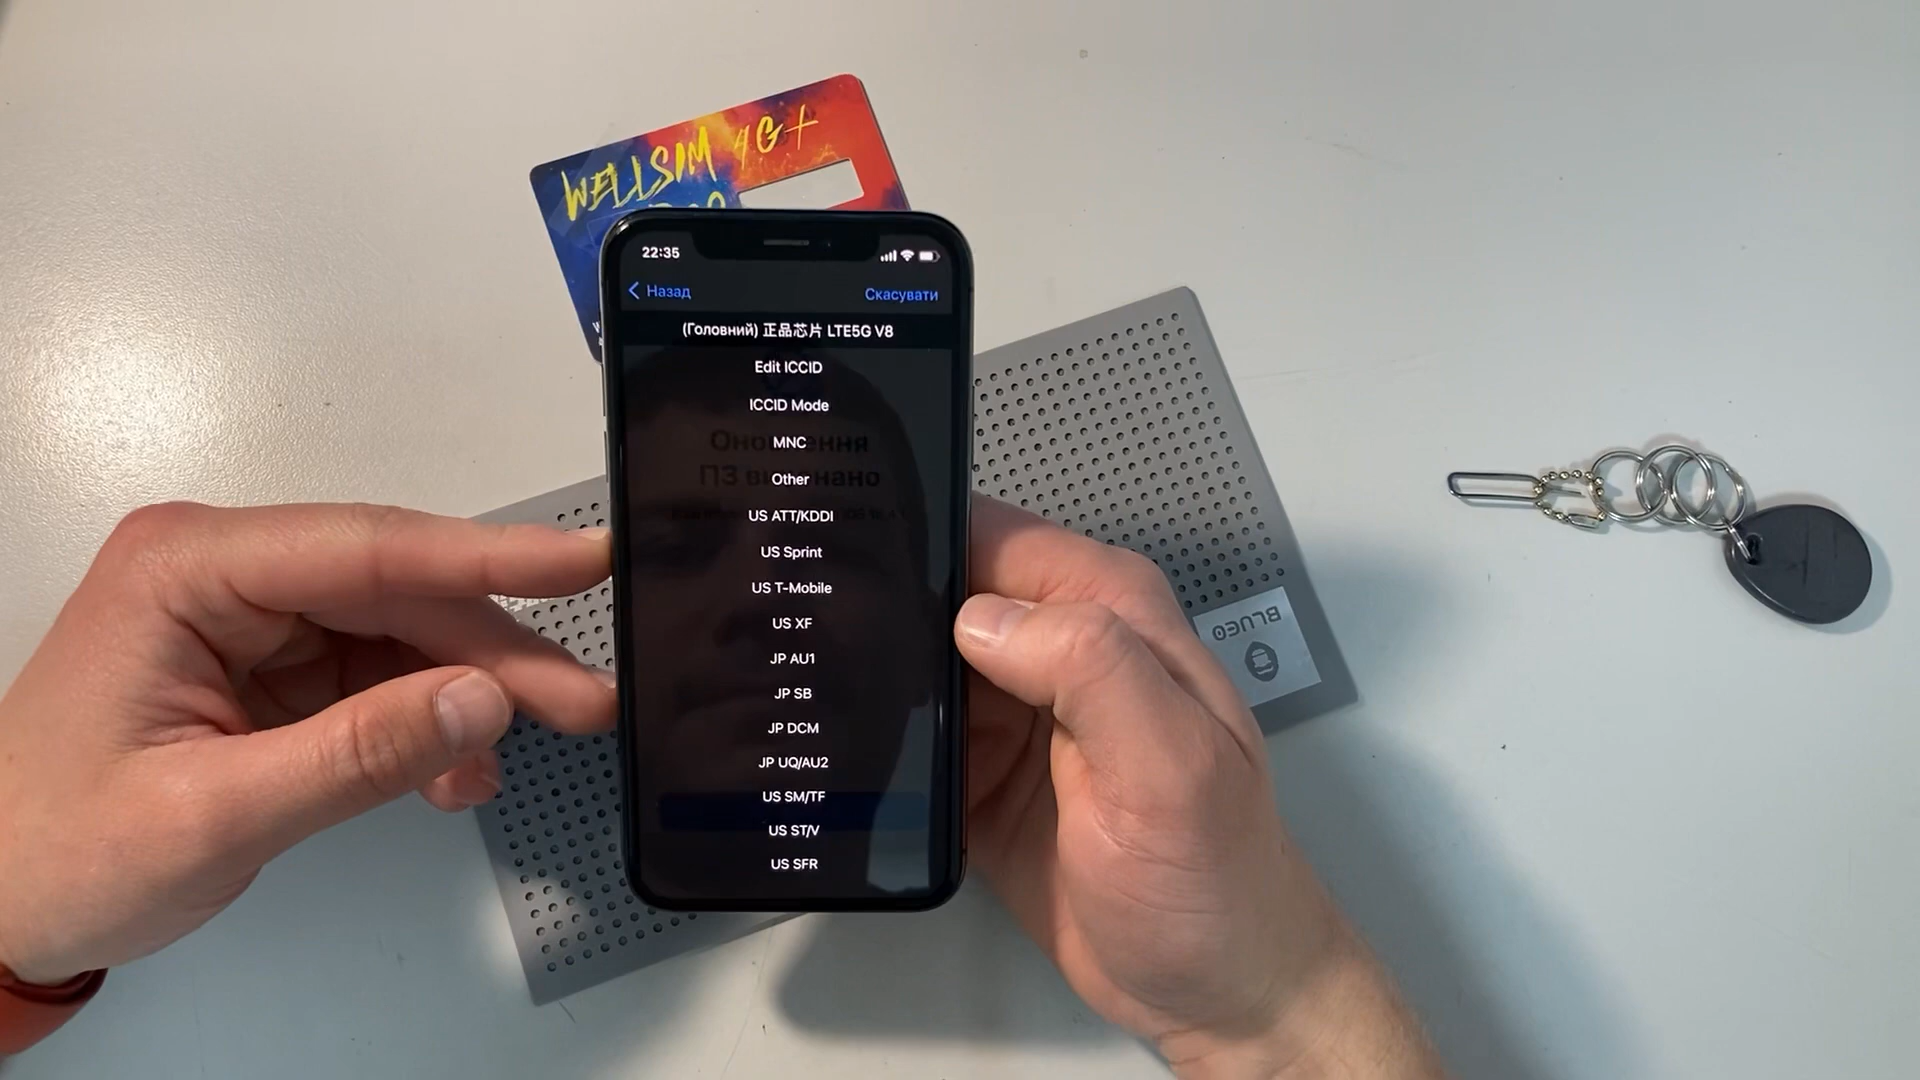 WELLSIM 4G+
22:35
Назад
Скасувати
(Головний) 正品芯片 LTE5G V8
Edit ICCID
ICCID Mode
MNC
Other
US ATT/KDDI
US Sprint
US T-Mobile
US XF
JP AU1
JP SB
JP DCM
JP UQ/AU2
US SM/TF
US ST/V
US SFR
BLUEO